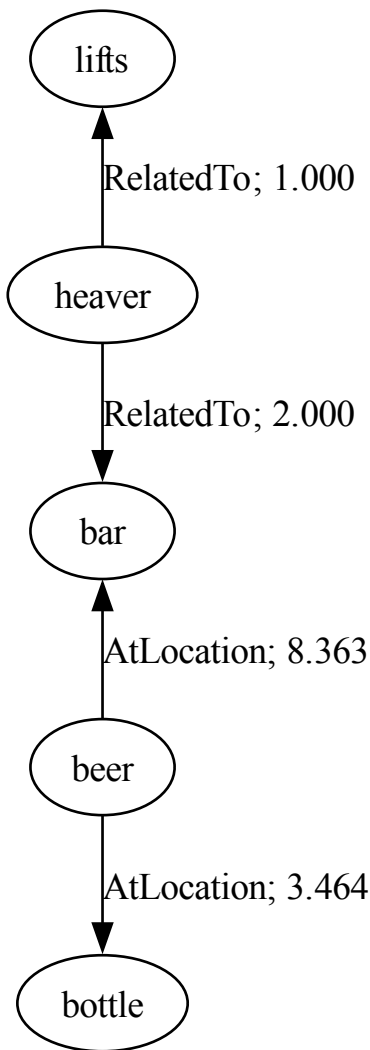 lifts
RelatedTo; 1.000
heaver
RelatedTo; 2.000
bar
AtLocation; 8.363
beer
AtLocation; 3.464
bottle